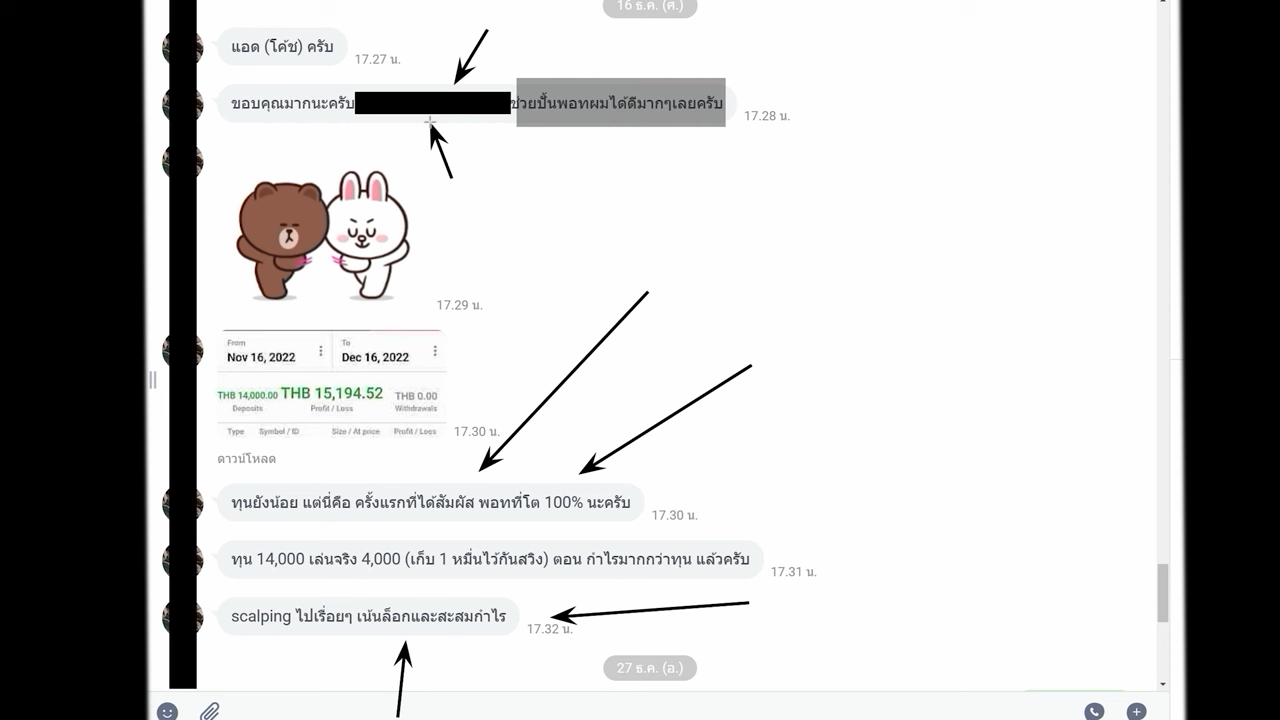 16 ธ.ค. (ศ.)
แอด (โค้ช) ครับ
17.27 น.
ขอบคุณมากนะครับ ช่วยปั้นพอทผมได้ดีมากๆเลยครับ
17.28 น.
17.29 น.
From To
Nov 16, 2022 Dec 16, 2022
THB 14,000.00 THB 15,194.52 THB 0.00
Deposits Profit / Loss Withdrawals
Type Symbol / ID Size / At price Profit / Loss
17.30 น.
ดาวน์โหลด
ทุนยังน้อย แต่นี่คือ ครั้งแรกที่ได้สัมผัส พอทที่โต 100% นะครับ
17.30 น.
ทุน 14,000 เล่นจริง 4,000 (เก็บ 1 หมื่นไว้กันสวิง) ตอน กำไรมากกว่าทุน แล้วครับ
17.31 น.
scalping ไปเรื่อยๆ เน้นล็อกและสะสมกำไร
17.32 น.
27 ธ.ค. (อ.)